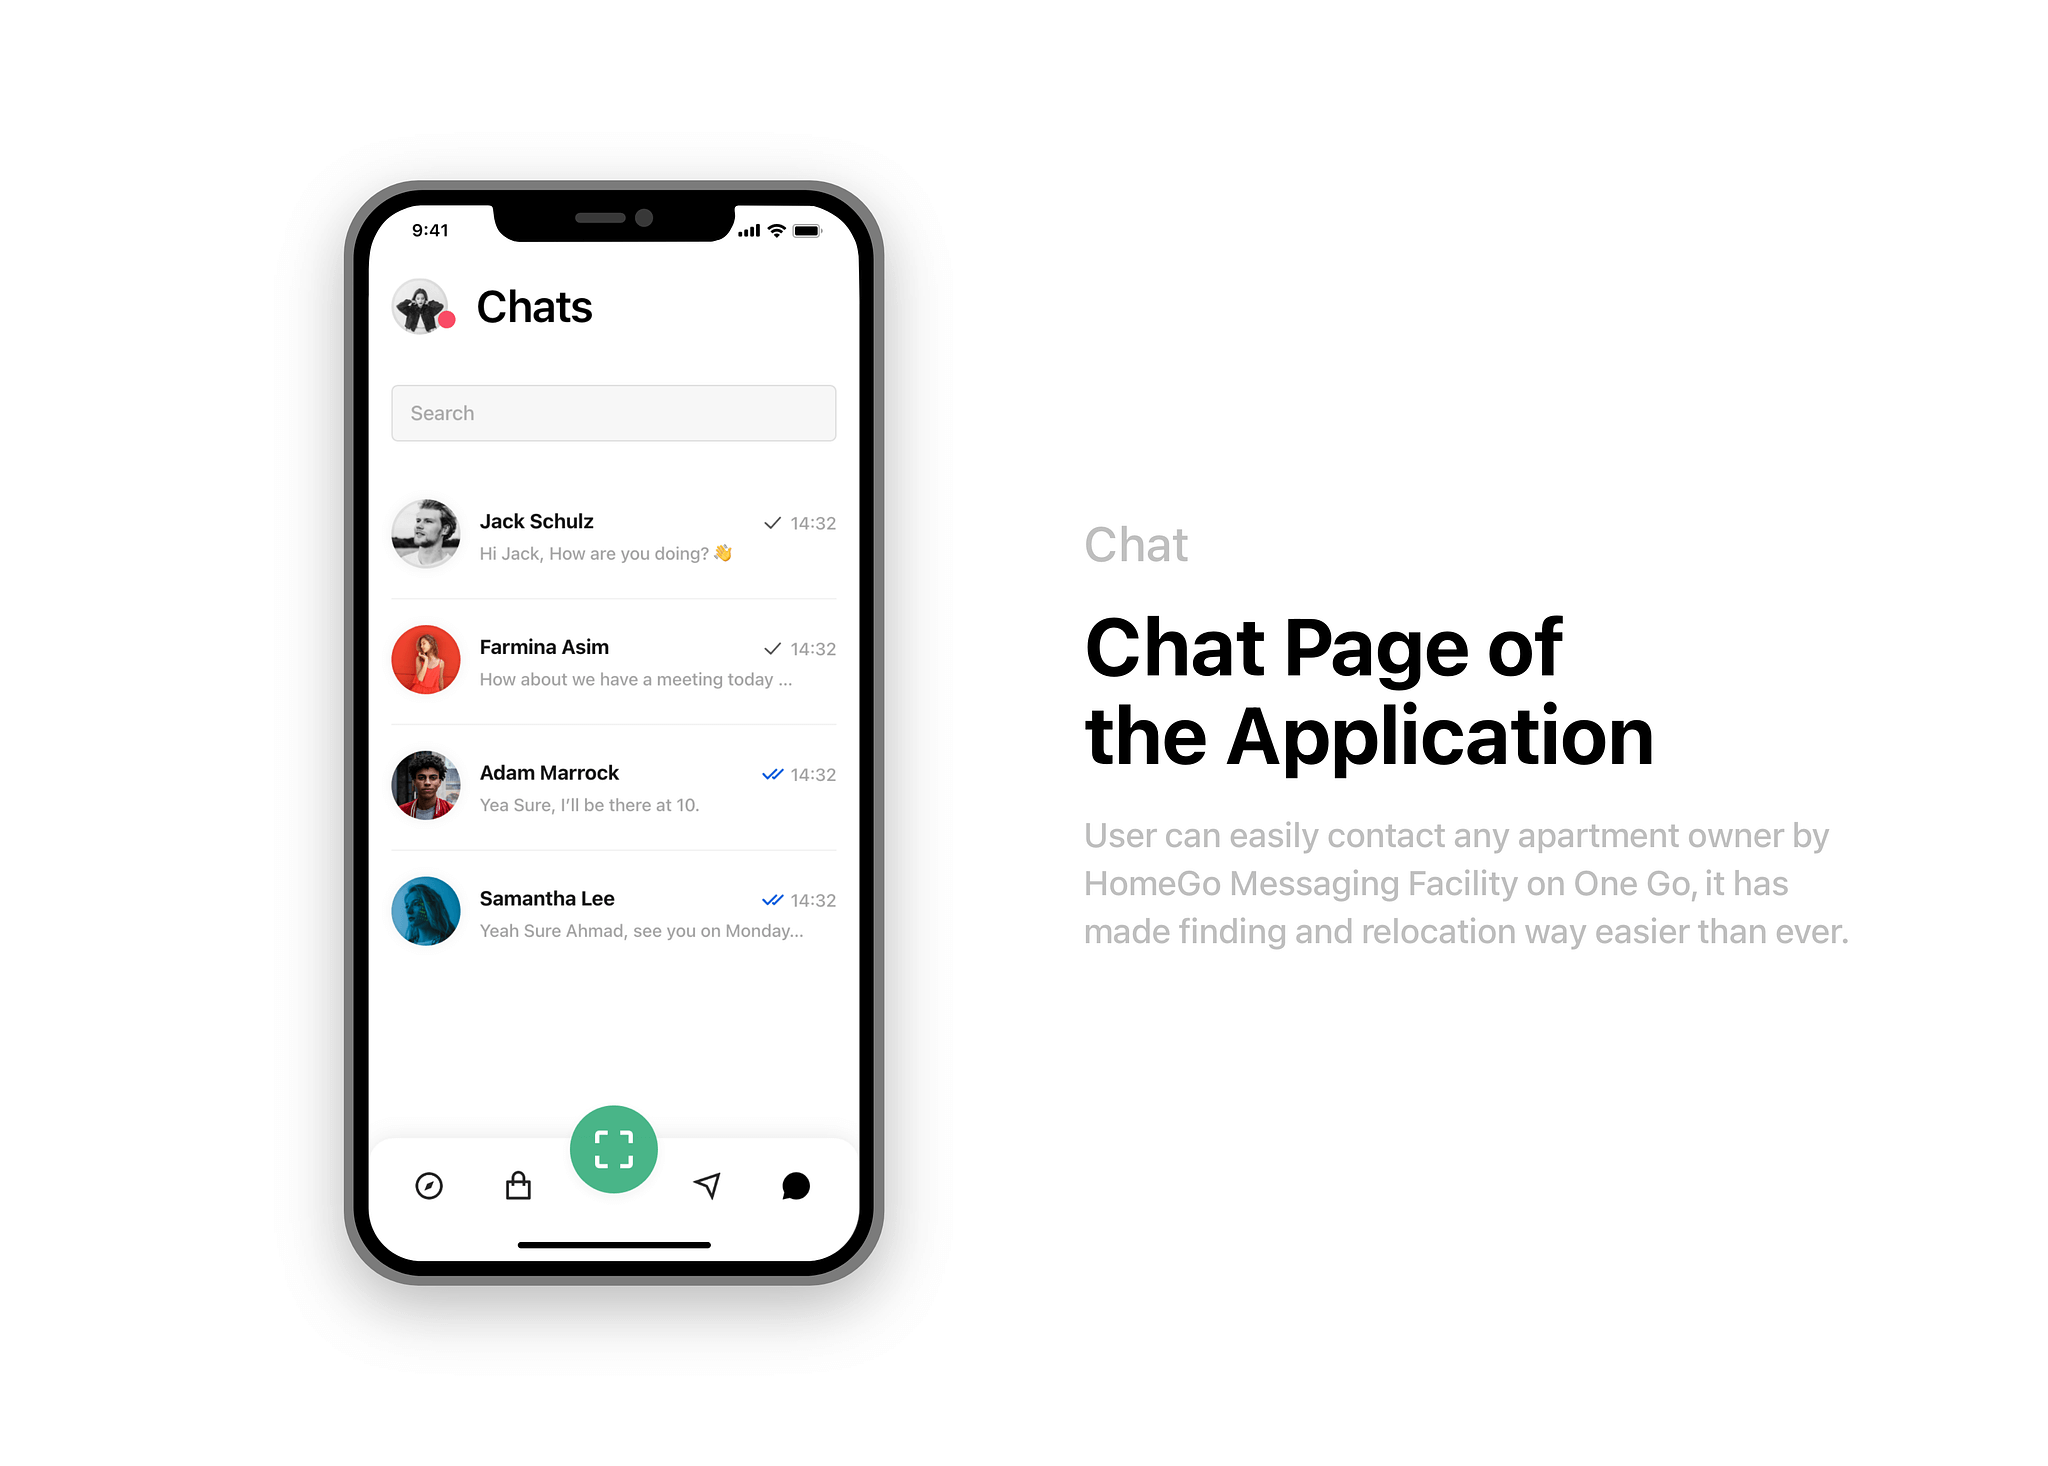 9:41
Chats
Search
Jack Schulz
14:32
Hi Jack, How are you doing? 👋
Farmina Asim
14:32
How about we have a meeting today ...
Adam Marrock
14:32
Yea Sure, I’ll be there at 10.
Samantha Lee
14:32
Yeah Sure Ahmad, see you on Monday...
Chat
Chat Page of
the Application
User can easily contact any apartment owner by
HomeGo Messaging Facility on One Go, it has
made finding and relocation way easier than ever.